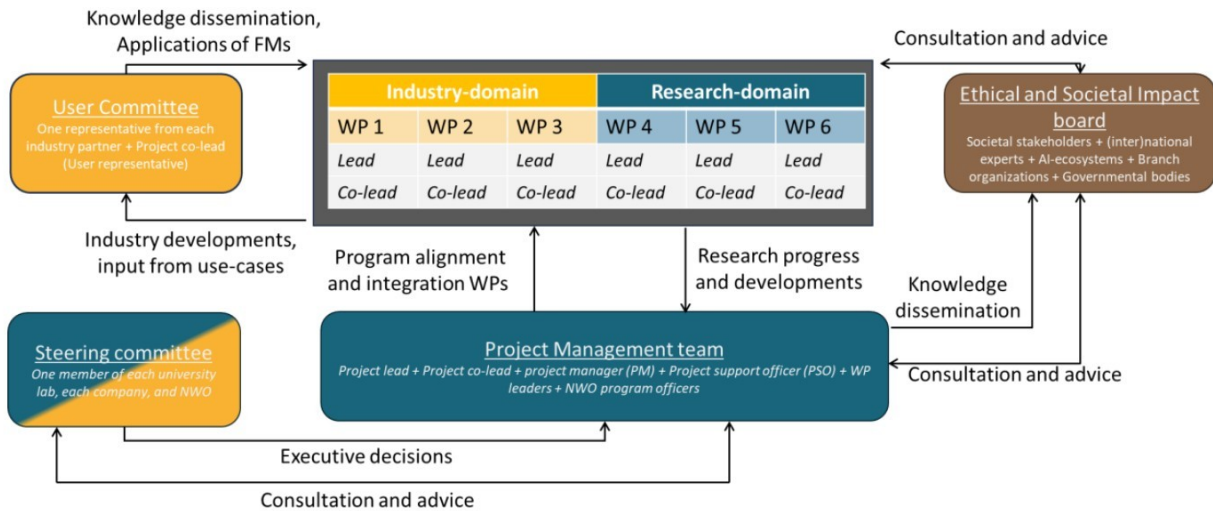 Knowledge dissemination,
Applications of FMs
Consultation and advice
User Committee
One representative from each
industry partner + Project co-lead
(User representative)
Industry-domain Research-domain
WP 1 WP 2 WP 3 WP 4 WP 5 WP 6
Lead Lead Lead Lead Lead Lead
Co-lead Co-lead Co-lead Co-lead Co-lead Co-lead
Ethical and Societal Impact
board
Societal stakeholders + (inter)national
experts + AI-ecosystems + Branch
organizations + Governmental bodies
Industry developments,
input from use-cases
Program alignment
and integration WPs
Research progress
and developments
Knowledge
dissemination
Steering committee
One member of each university
lab, each company, and NWO
Project Management team
Project lead + Project co-lead + project manager (PM) + Project support officer (PSO) + WP
leaders + NWO program officers
Consultation and advice
Executive decisions
Consultation and advice